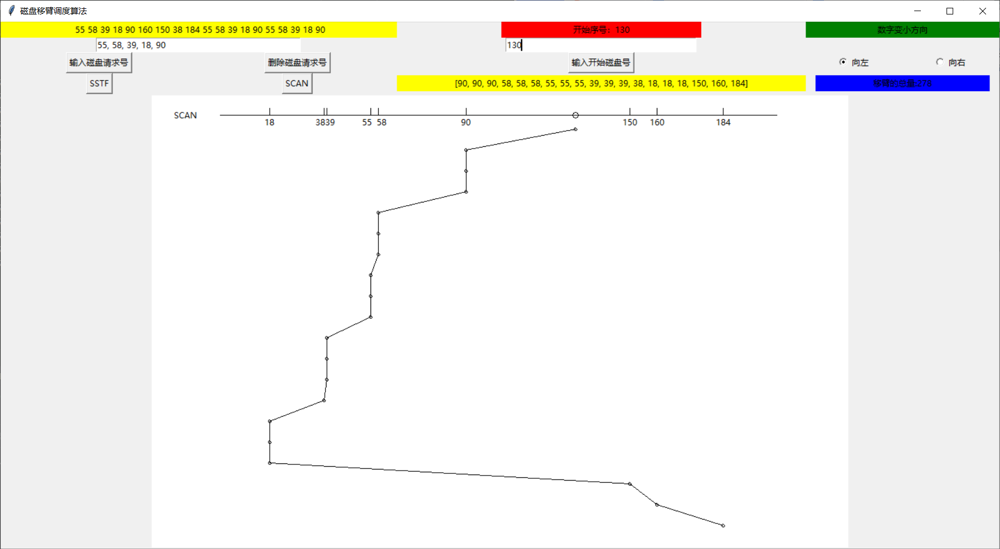 磁盘移臂调度算法
55 58 39 18 90 160 150 38 184 55 58 39 18 90 55 58 39 18 90
开始序号：130
数字变小方向
55, 58, 39, 18, 90
130
输入磁盘请求号
删除磁盘请求号
输入开始磁盘号
向左
向右
SSTF
SCAN
[90, 90, 90, 58, 58, 58, 55, 55, 55, 39, 39, 39, 38, 18, 18, 18, 150, 160, 184]
移臂的总量:278
SCAN
18 38 39 55 58 90 150 160 184